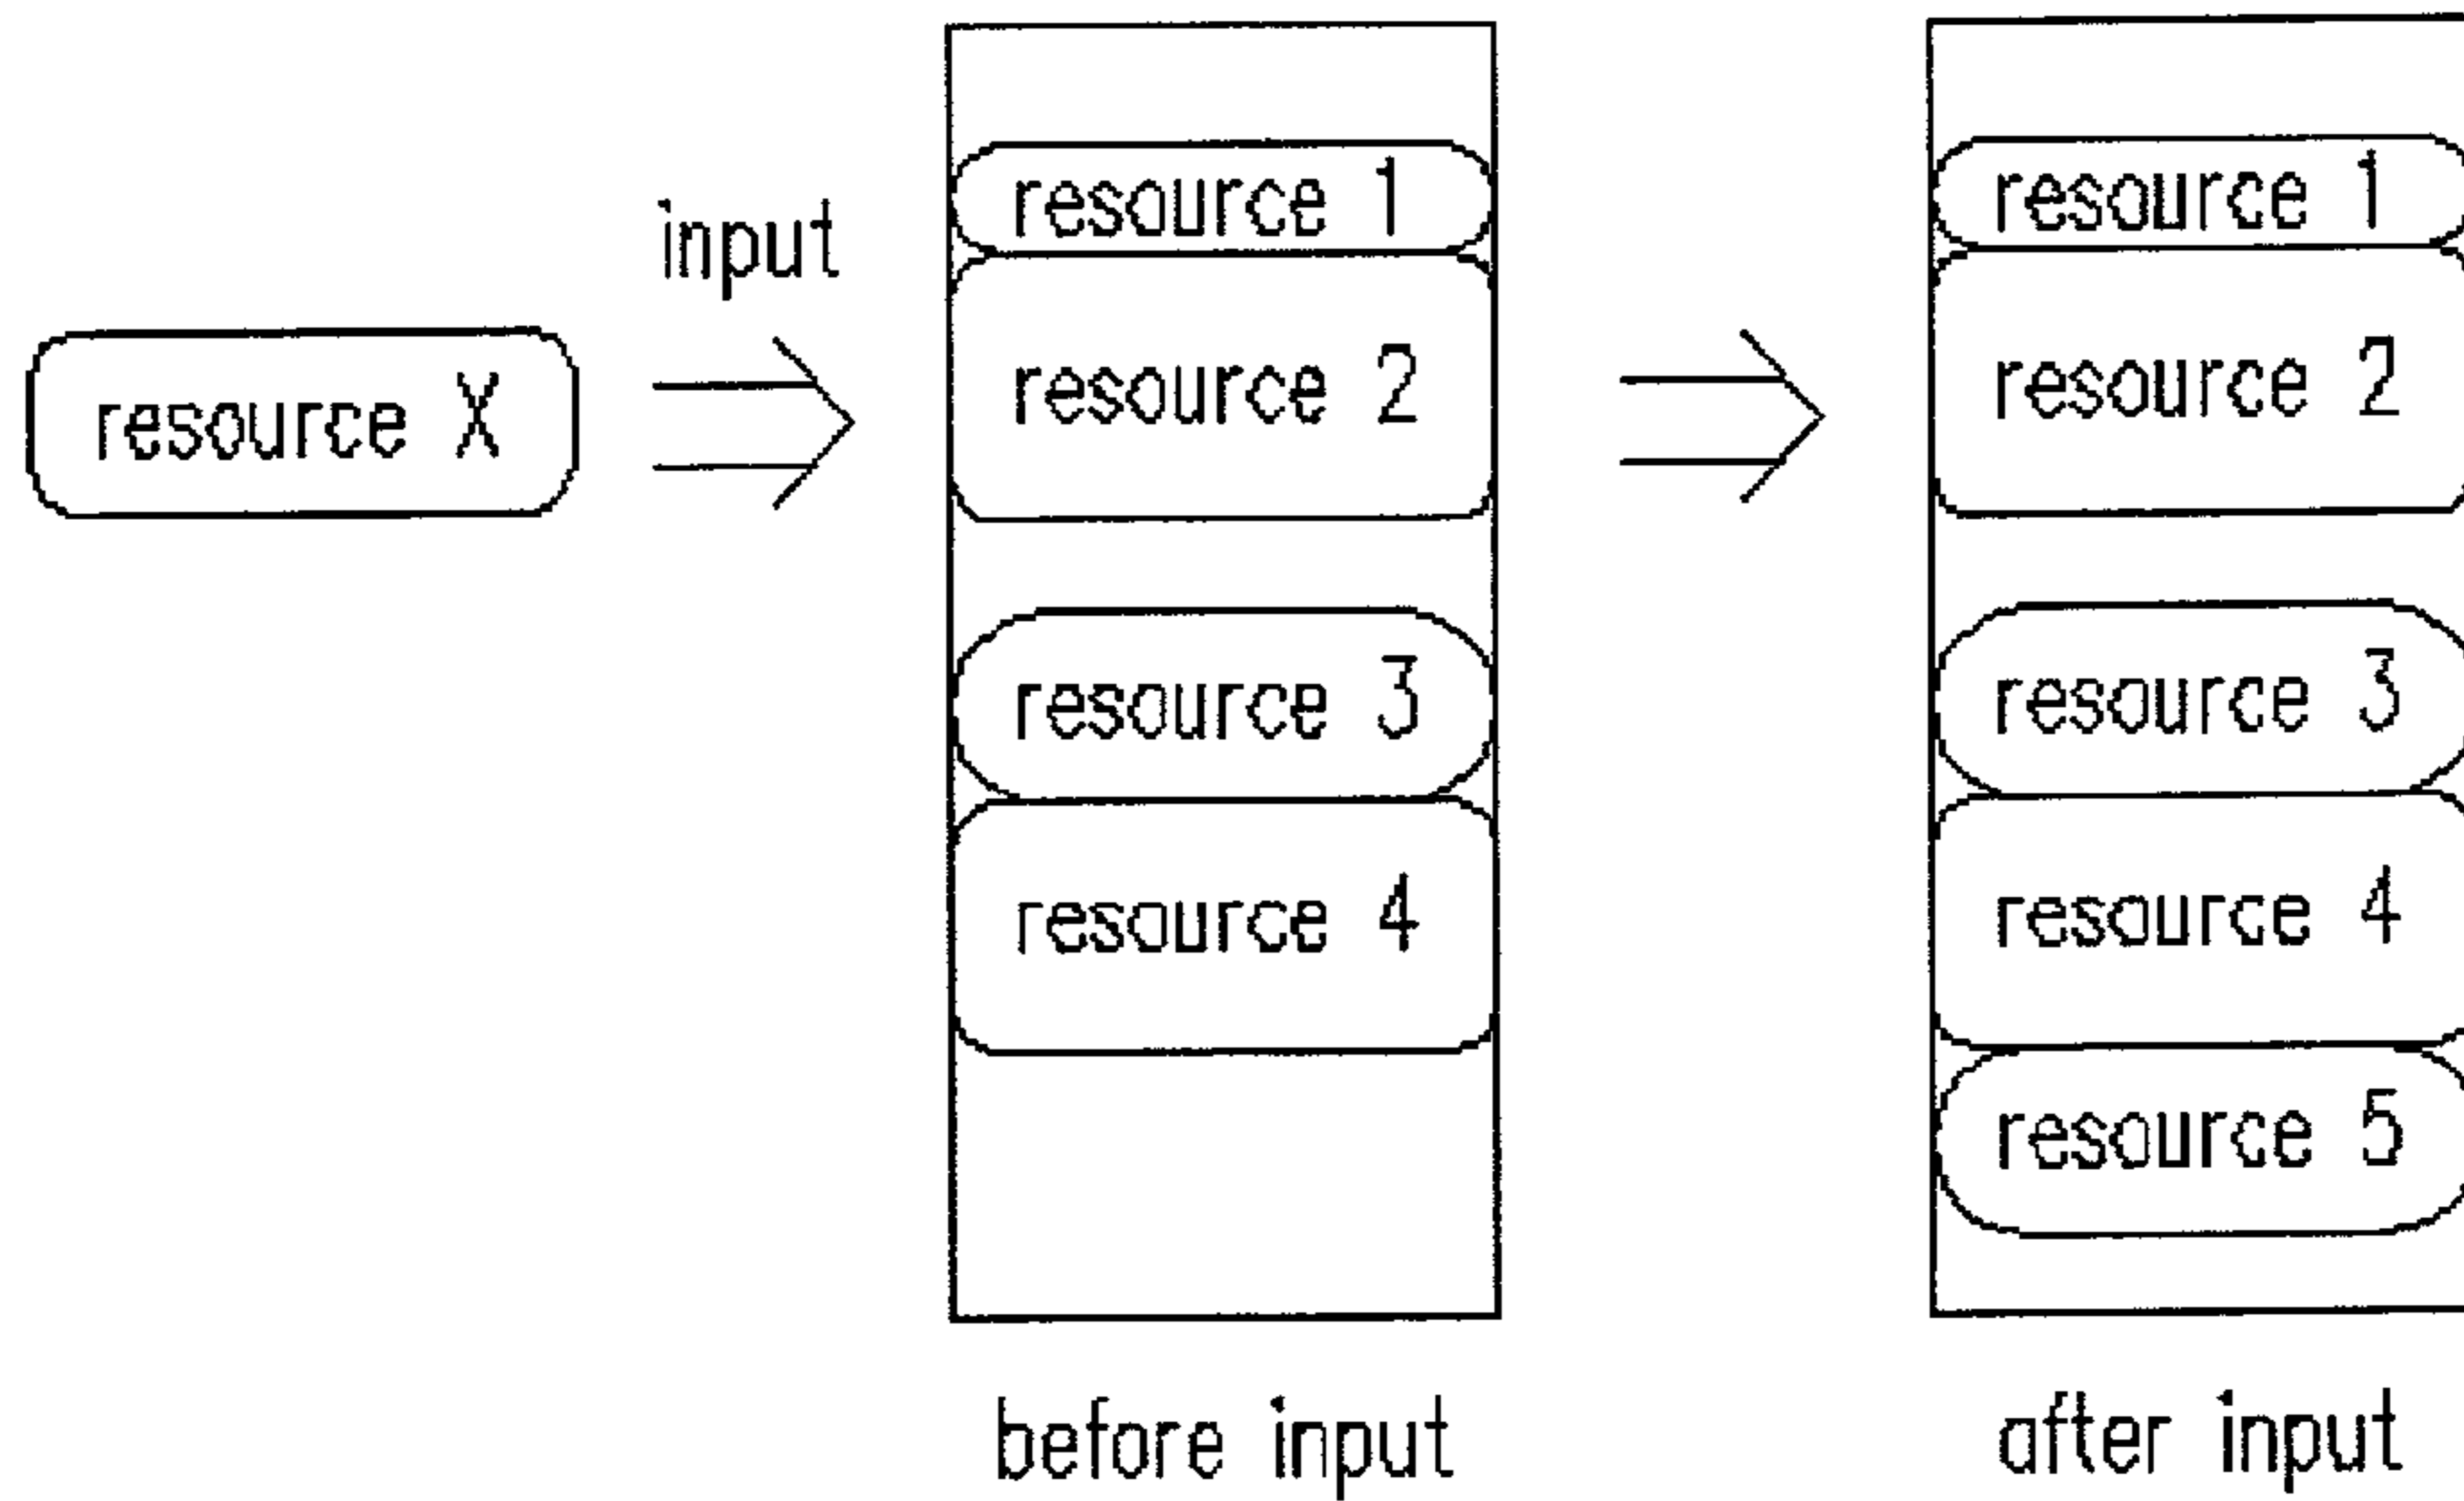 input
resource X
resource 1
resource 2
resource 3
resource 4
before input
resource 1
resource 2
resource 3
resource 4
resource 5
after input